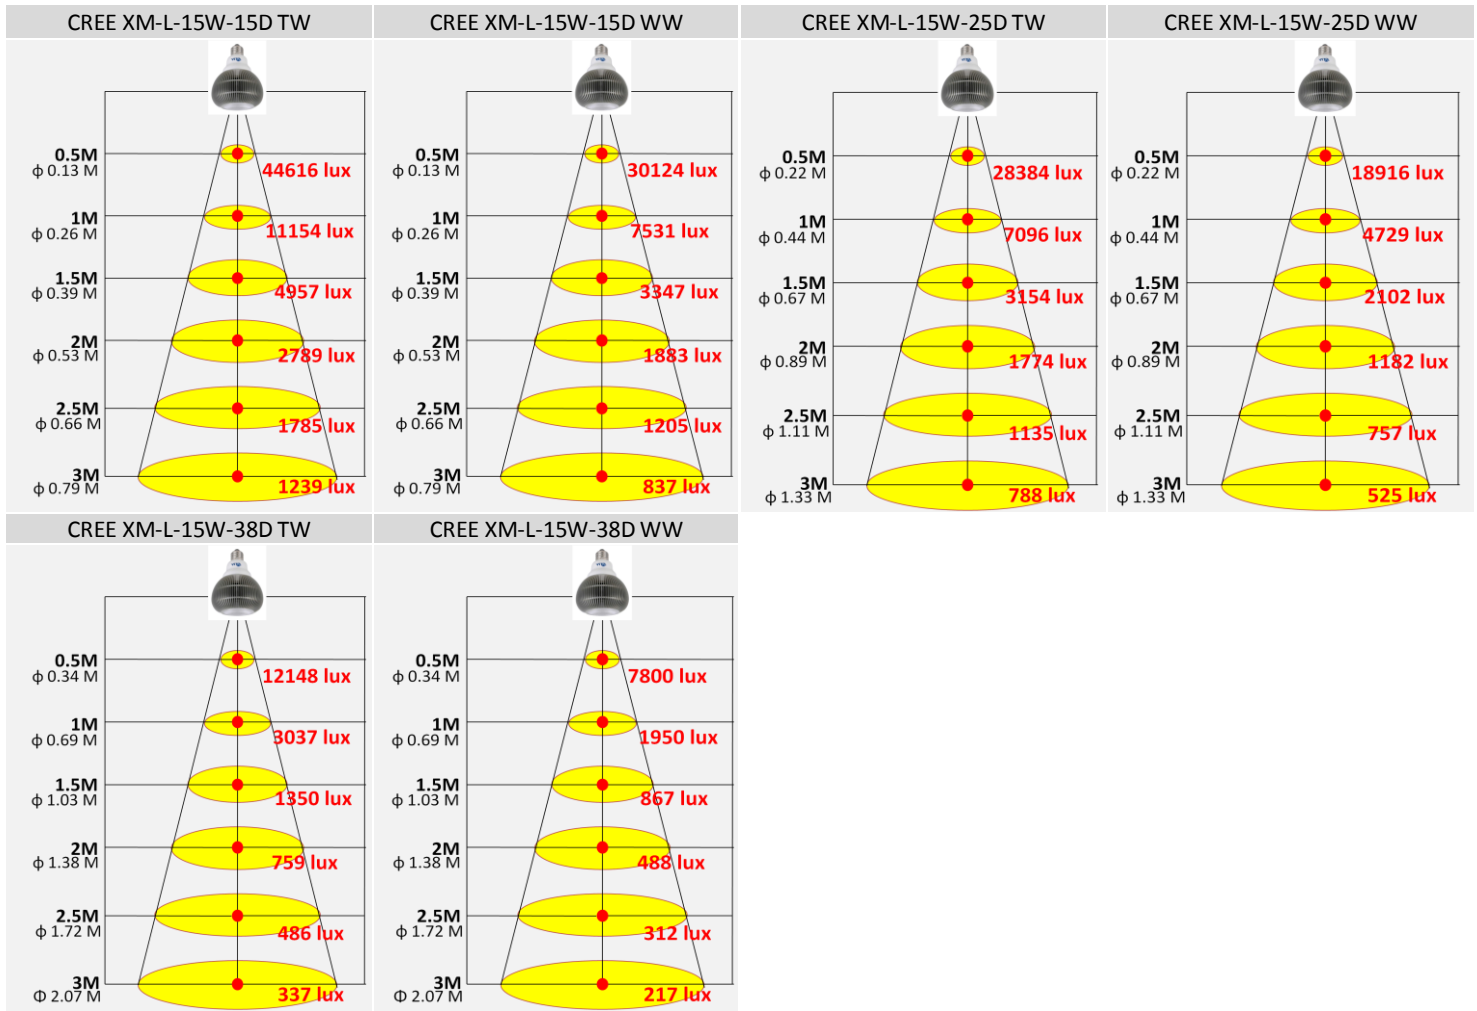 CREE XM-L-15W-15D TW
0.5M
ϕ 0.13 M
44616 lux
1M
ϕ 0.26 M
11154 lux
1.5M
ϕ 0.39 M
4957 lux
2M
ϕ 0.53 M
2789 lux
2.5M
ϕ 0.66 M
1785 lux
3M
ϕ 0.79 M
1239 lux
CREE XM-L-15W-15D WW
0.5M
ϕ 0.13 M
30124 lux
1M
ϕ 0.26 M
7531 lux
1.5M
ϕ 0.39 M
3347 lux
2M
ϕ 0.53 M
1883 lux
2.5M
ϕ 0.66 M
1205 lux
3M
ϕ 0.79 M
837 lux
CREE XM-L-15W-25D TW
0.5M
ϕ 0.22 M
28384 lux
1M
ϕ 0.44 M
7096 lux
1.5M
ϕ 0.67 M
3154 lux
2M
ϕ 0.89 M
1774 lux
2.5M
ϕ 1.11 M
1135 lux
3M
ϕ 1.33 M
788 lux
CREE XM-L-15W-25D WW
0.5M
ϕ 0.22 M
18916 lux
1M
ϕ 0.44 M
4729 lux
1.5M
ϕ 0.67 M
2102 lux
2M
ϕ 0.89 M
1182 lux
2.5M
ϕ 1.11 M
757 lux
3M
ϕ 1.33 M
525 lux
CREE XM-L-15W-38D TW
0.5M
ϕ 0.34 M
12148 lux
1M
ϕ 0.69 M
3037 lux
1.5M
ϕ 1.03 M
1350 lux
2M
ϕ 1.38 M
759 lux
2.5M
ϕ 1.72 M
486 lux
3M
Φ 2.07 M
337 lux
CREE XM-L-15W-38D WW
0.5M
ϕ 0.34 M
7800 lux
1M
ϕ 0.69 M
1950 lux
1.5M
ϕ 1.03 M
867 lux
2M
ϕ 1.38 M
488 lux
2.5M
ϕ 1.72 M
312 lux
3M
Φ 2.07 M
217 lux